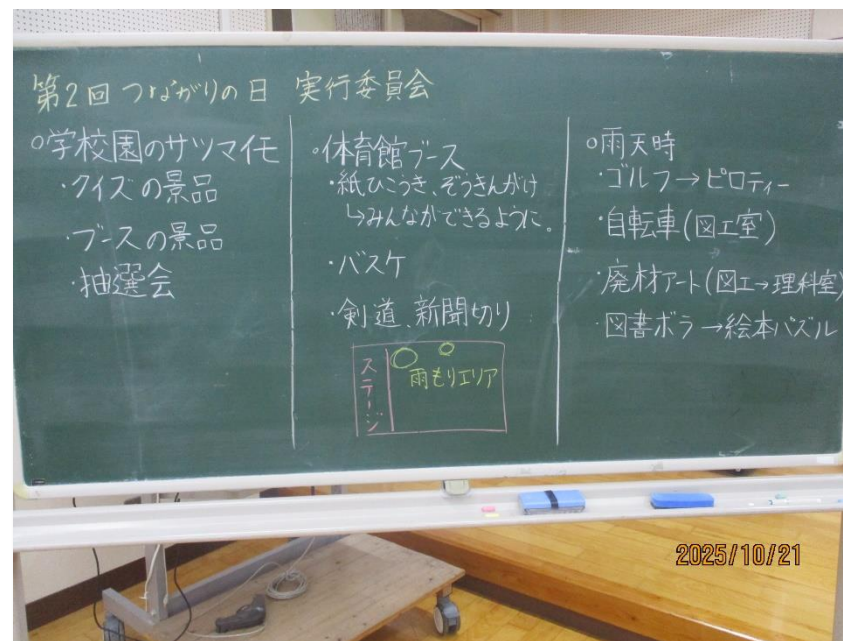 第2回 つながりの日 実行委員会
○学校園のサツマイモ
・クイズの景品
・ブースの景品
・抽選会
○体育館ブース
・紙ひこうき、ぞうきんがけ
↳みんなができるように。
・バスケ
・剣道、新聞切り
ステージ
雨もりエリア
○雨天時
・ゴルフ→ピロティー
・自転車(図工室)
・廃材アート(図工→理科室)
・図書ボラ→絵本パズル
2025/10/21